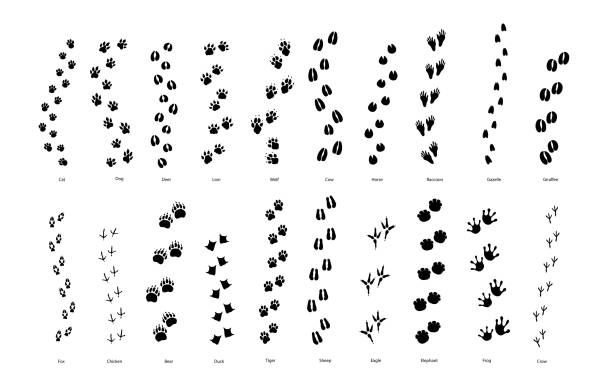 Cat Dog Deer Lion Wolf Cow Horse Raccoon Gazelle Giraffee
Fox Chicken Bear Duck Tiger Sheep Eagle Elephant Frog Crow